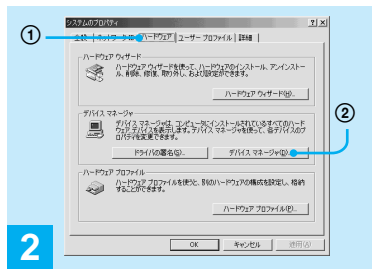 システムのプロパティ
①
全般 ネットワーク ID ハードウェア ユーザー プロファイル 詳細
ハードウェア ウィザード
ハードウェア ウィザードを使って、ハードウェアのインストール、アンインストー
ル、削除、修復、取り外し、および設定ができます。
ハードウェア ウィザード(H)...
デバイス マネージャ
②
デバイス マネージャは、コンピュータにインストールされているすべてのハード
ウェア デバイスを表示します。デバイス マネージャを使って、各デバイスのプ
ロパティを変更できます。
ドライバの署名(S)...
デバイス マネージャ(D)...
ハードウェア プロファイル
ハードウェア プロファイルを使うと、別のハードウェアの構成を設定し、格納
することができます。
ハードウェア プロファイル(P)...
2
OK
キャンセル
適用(A)